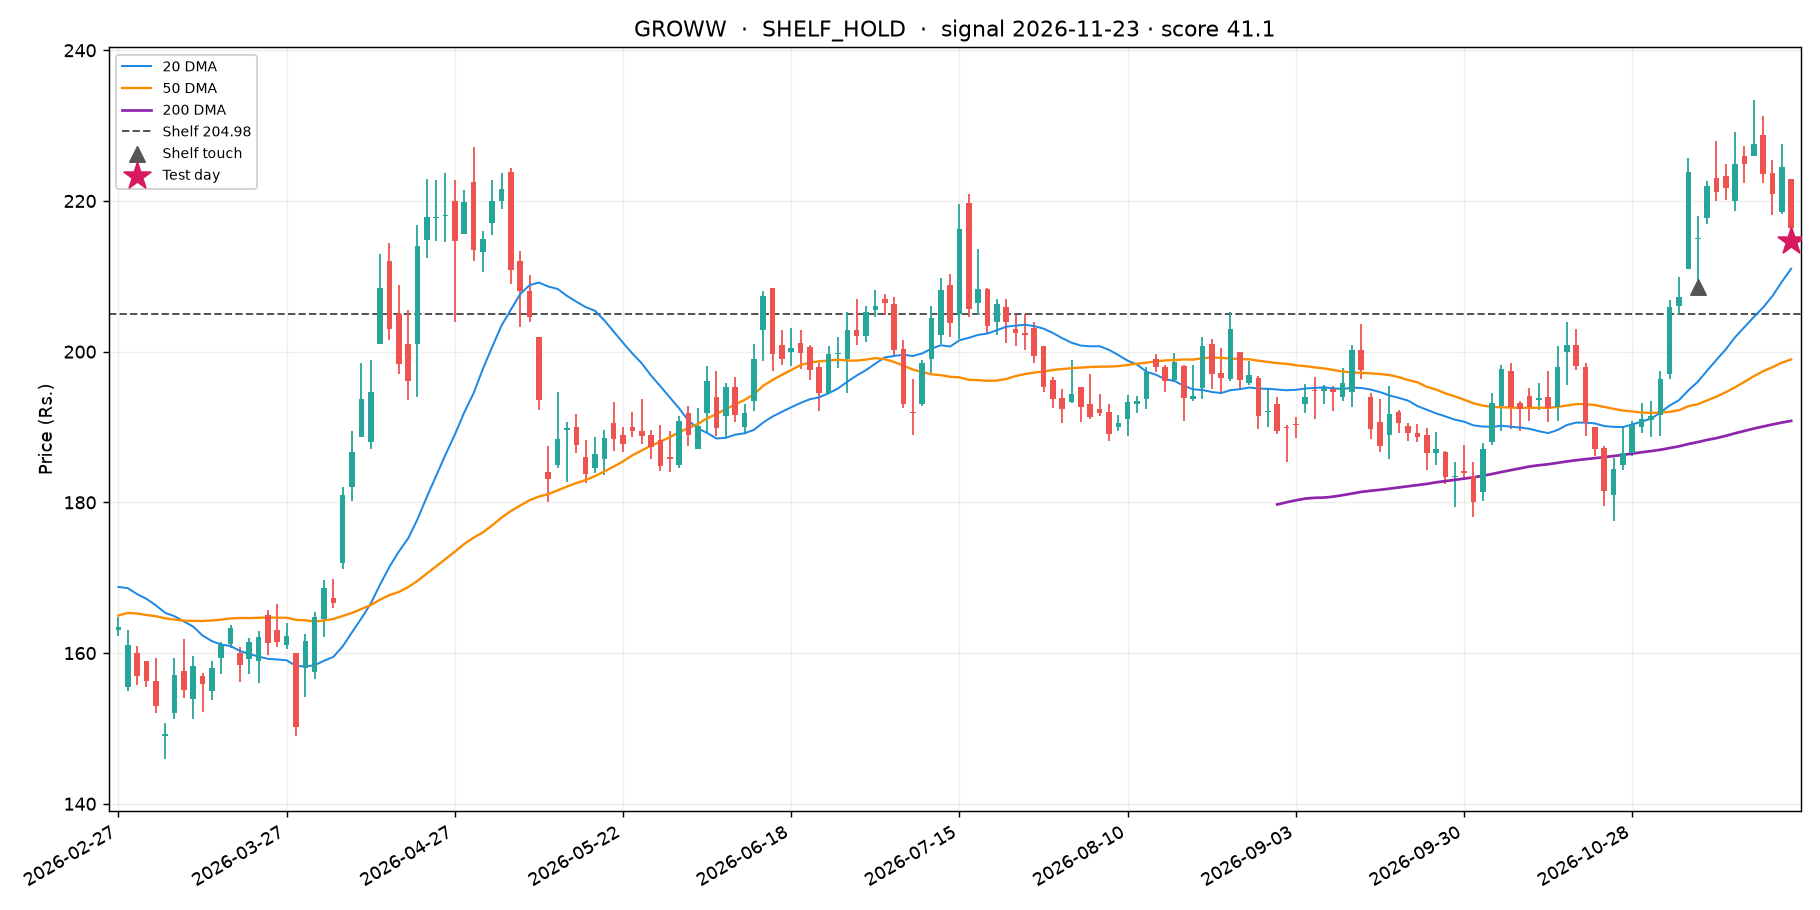 GROWW · SHELF_HOLD · signal 2026-11-23 · score 41.1
20 DMA
50 DMA
200 DMA
Shelf 204.98
Shelf touch
Test day
Price (Rs.)
240
220
200
180
160
140
2026-02-27
2026-03-27
2026-04-27
2026-05-22
2026-06-18
2026-07-15
2026-08-10
2026-09-03
2026-09-30
2026-10-28